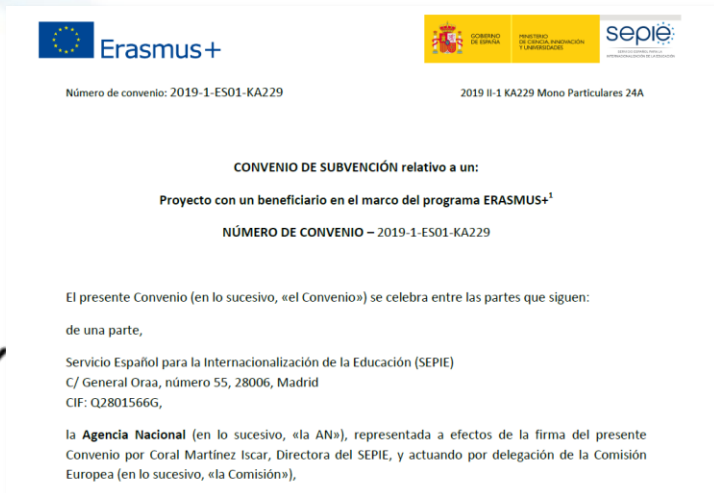 Erasmus+
GOBIERNO DE ESPAÑA
MINISTERIO DE CIENCIA, INNOVACIÓN Y UNIVERSIDADES
sepie
Número de convenio: 2019-1-ES01-KA229
2019 II-1 KA229 Mono Particulares 24A
CONVENIO DE SUBVENCIÓN relativo a un:
Proyecto con un beneficiario en el marco del programa ERASMUS+¹
NÚMERO DE CONVENIO – 2019-1-ES01-KA229
El presente Convenio (en lo sucesivo, «el Convenio») se celebra entre las partes que siguen:
de una parte,
Servicio Español para la Internacionalización de la Educación (SEPIE)
C/ General Oraa, número 55, 28006, Madrid
CIF: Q2801566G,
la Agencia Nacional (en lo sucesivo, «la AN»), representada a efectos de la firma del presente
Convenio por Coral Martínez Iscar, Directora del SEPIE, y actuando por delegación de la Comisión
Europea (en lo sucesivo, «la Comisión»),